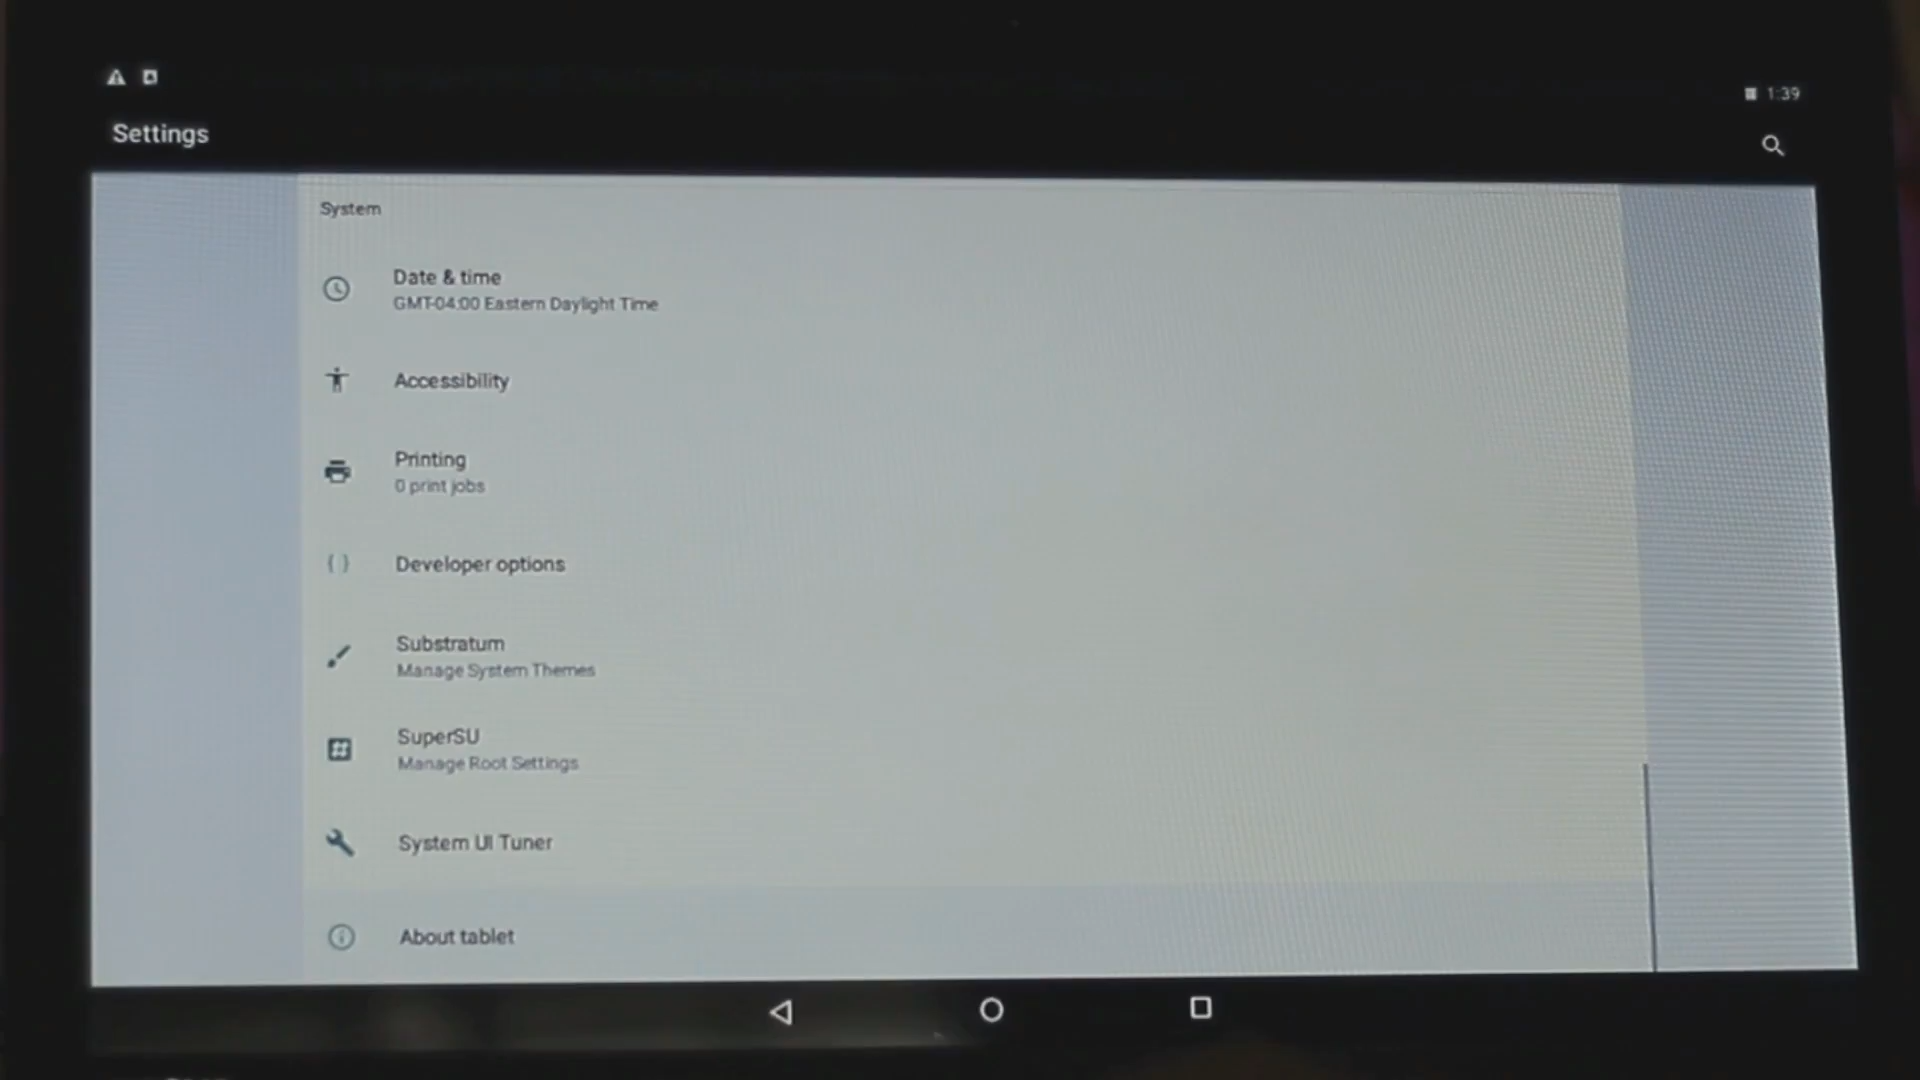 1:39
Settings
System
Date & time
GMT-04:00 Eastern Daylight Time
Accessibility
Printing
0 print jobs
Developer options
Substratum
Manage System Themes
SuperSU
Manage Root Settings
System UI Tuner
About tablet